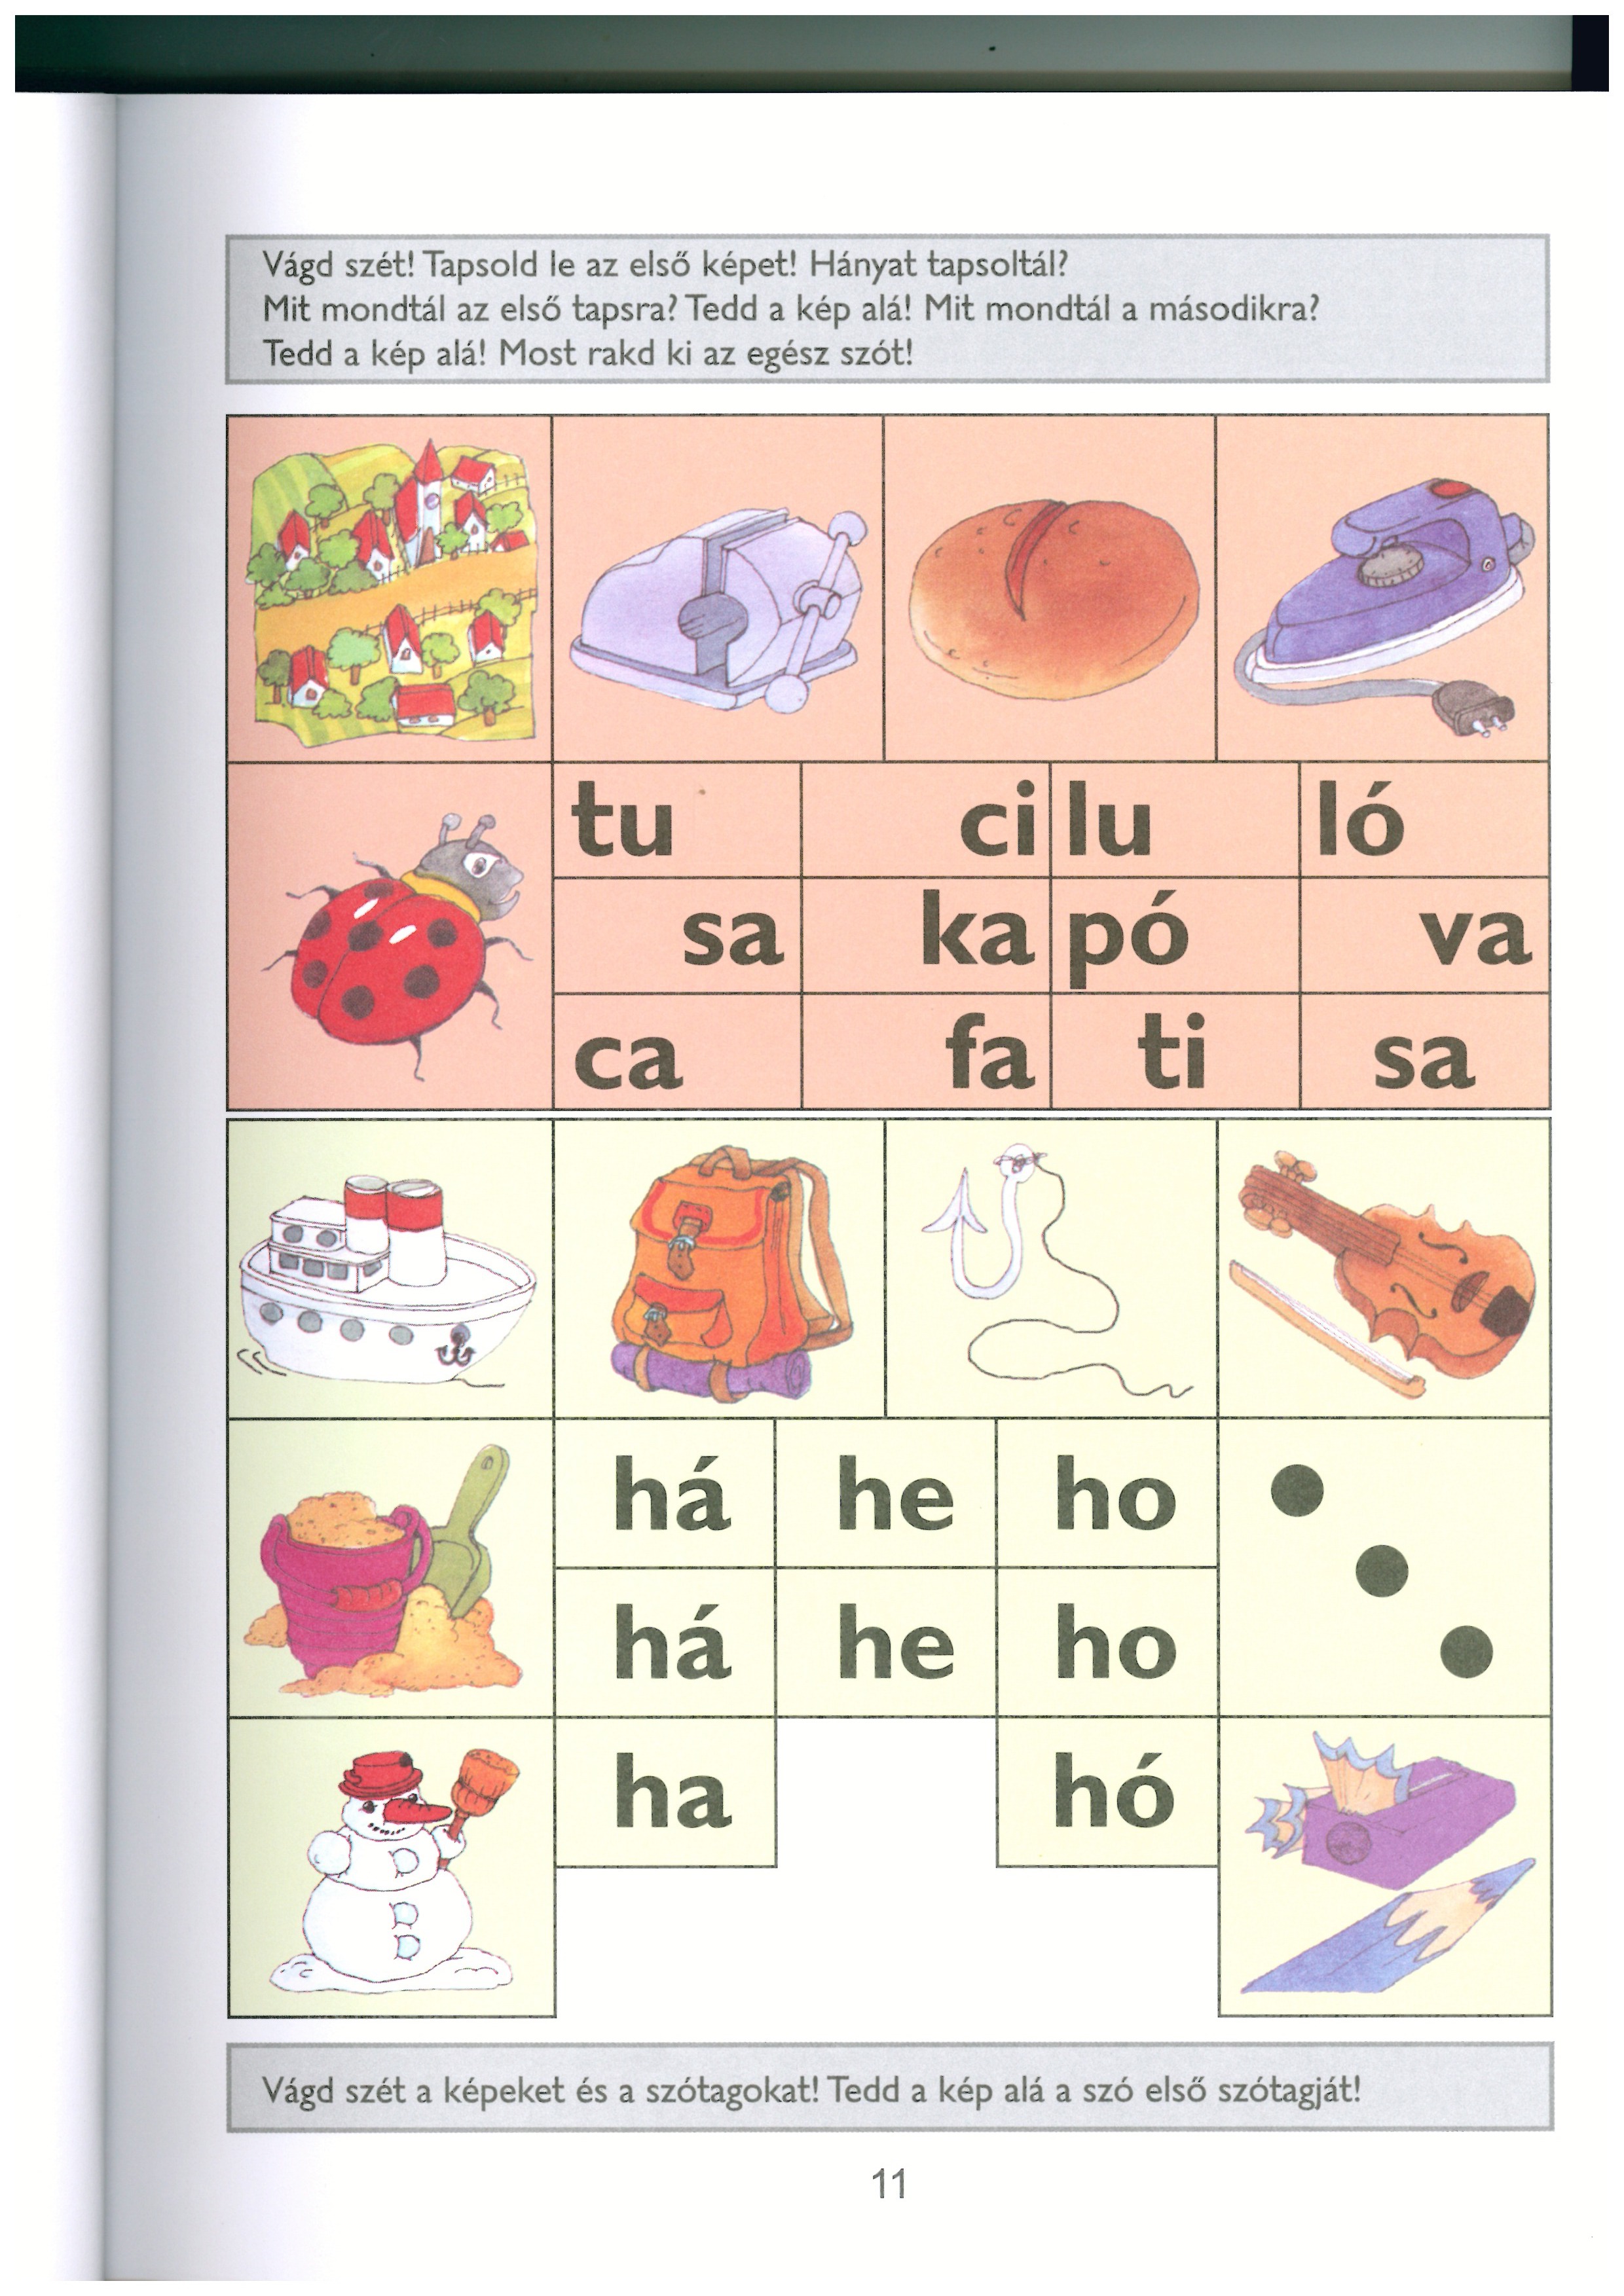 Vágd szét! Tapsold le az első képet! Hányat tapsoltál?
Mit mondtál az első tapsra? Tedd a kép alá! Mit mondtál a másodikra?
Tedd a kép alá! Most rakd ki az egész szót!
tu ci lu ló
sa ka pó va
ca fa ti sa
há he ho
há he ho
ha hó
Vágd szét a képeket és a szótagokat! Tedd a kép alá a szó első szótagját!
11